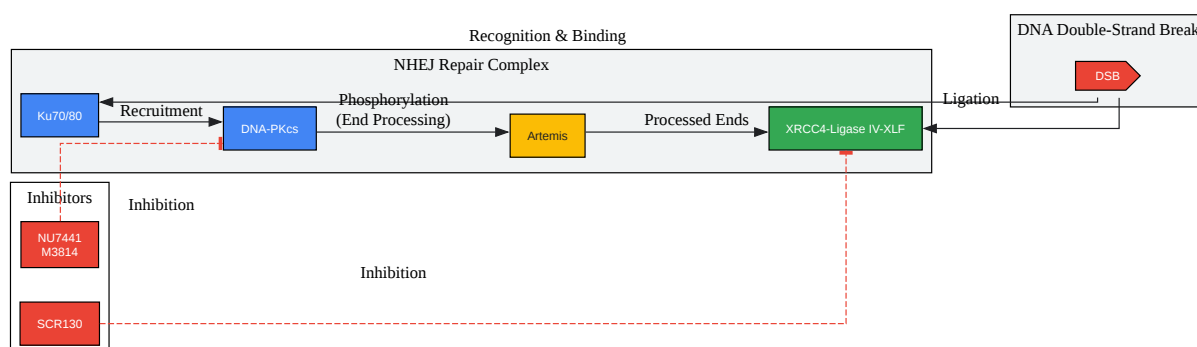 Recognition & Binding
DNA Double-Strand Break
NHEJ Repair Complex
DSB
Ku70/80
Recruitment
DNA-PKcs
Phosphorylation
(End Processing)
Artemis
Processed Ends
XRCC4-Ligase IV-XLF
Ligation
Inhibitors
Inhibition
NU7441
M3814
Inhibition
SCR130